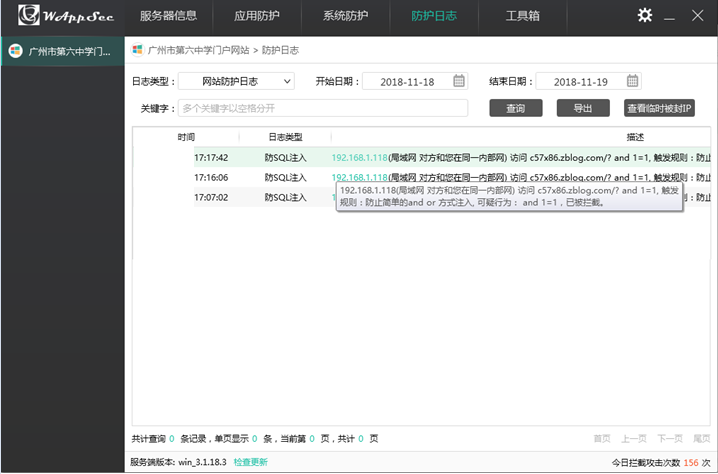 WAppSec 服务器信息 应用防护 系统防护 防护日志 工具箱
广州市第六中学门...
广州市第六中学门户网站 > 防护日志
日志类型： 网站防护日志 开始日期： 2018-11-18 结束日期： 2018-11-19
关键字： 多个关键字以空格分开 查询 导出 查看临时被封IP
时间 日志类型 描述
17:17:42 防SQL注入 192.168.1.118(局域网 对方和您在同一内部网) 访问 c57x86.zblog.com/? and 1=1, 触发规则：防止
17:16:06 防SQL注入 192.168.1.118(局域网 对方和您在同一内部网) 访问 c57x86.zblog.com/? and 1=1, 触发规则：防止
192.168.1.118(局域网 对方和您在同一内部网) 访问 c57x86.zblog.com/? and 1=1, 触发
规则：防止简单的and or 方式注入, 可疑行为： and 1=1，已被拦截。
17:07:02 防SQL注入
共计查询 0 条记录，单页显示 0 条，当前第 0 页，共计 0 页 首页 上一页 下一页 尾页
服务端版本: win_3.1.18.3 检查更新 今日拦截攻击次数 156 次